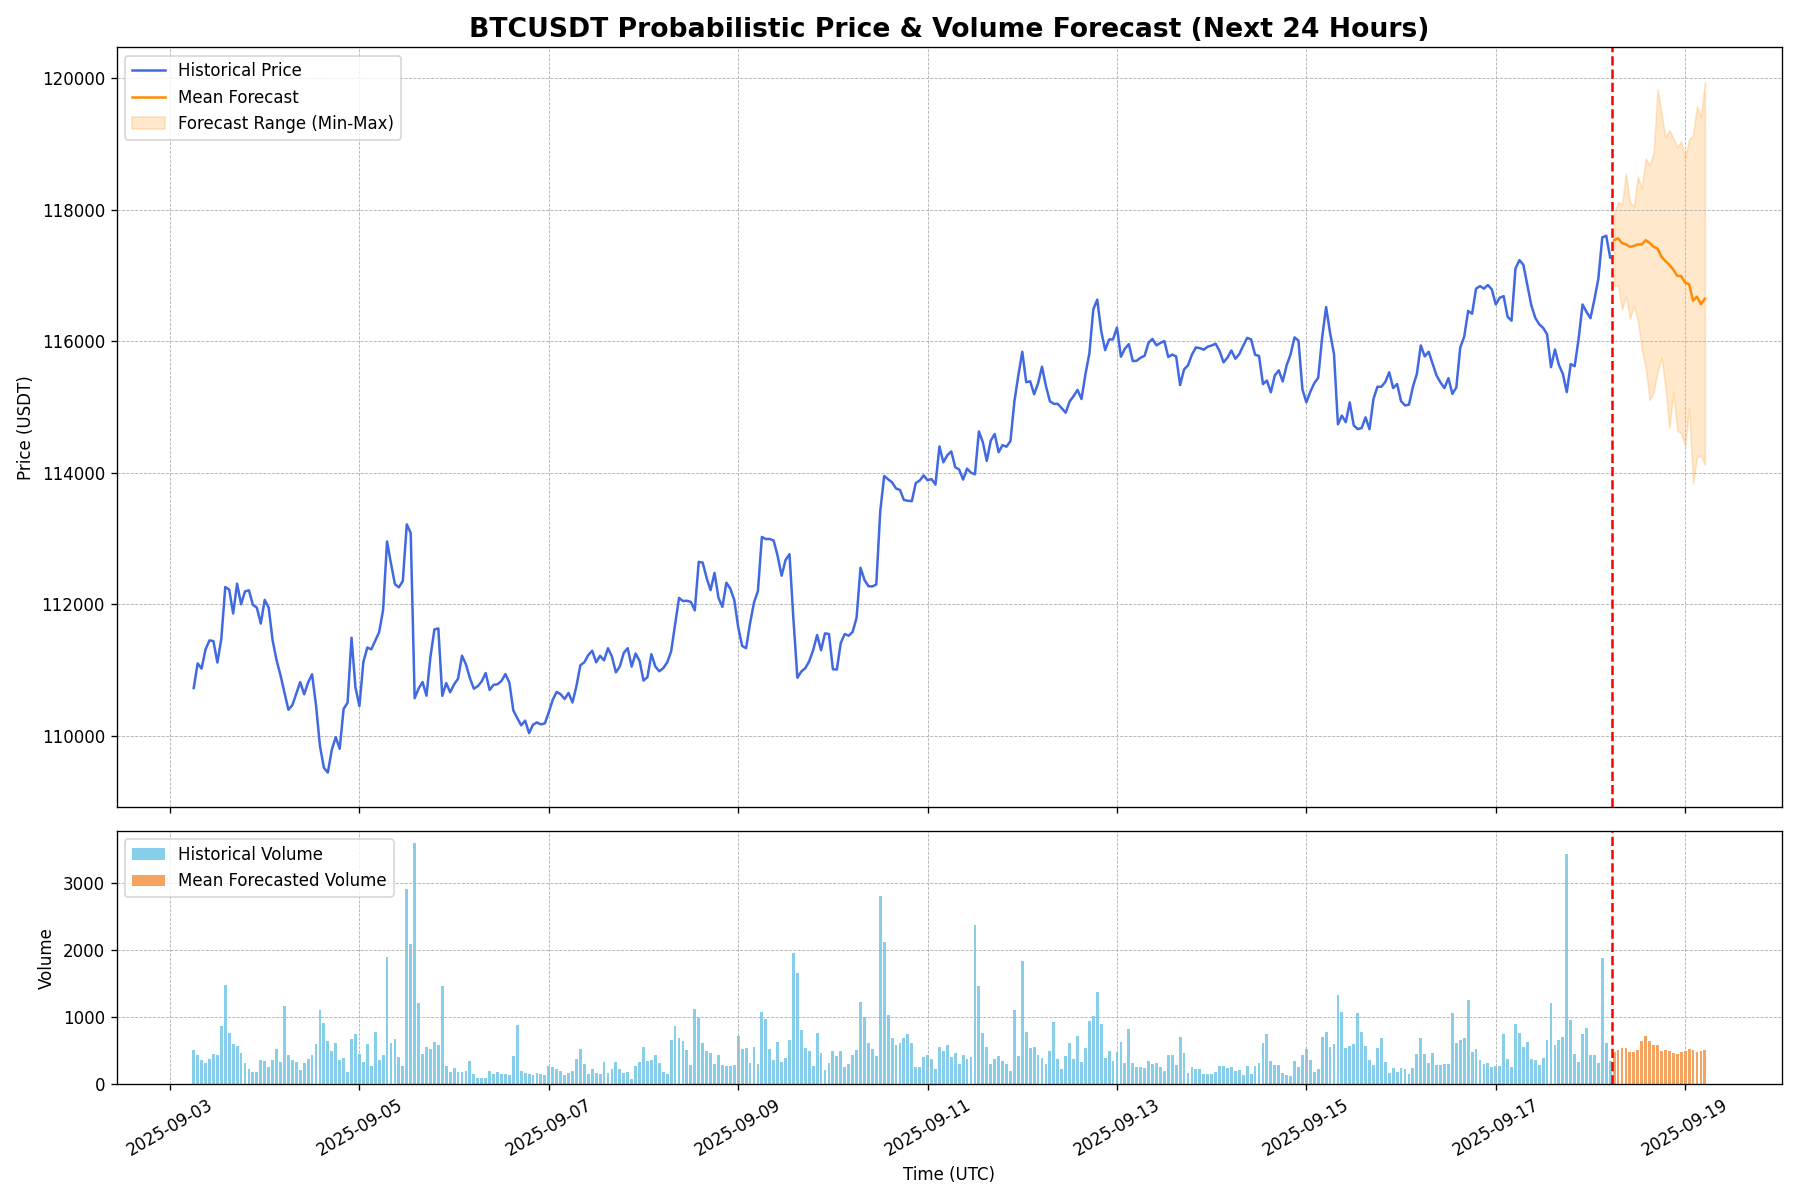 BTCUSDT Probabilistic Price & Volume Forecast (Next 24 Hours)
Historical Price
Mean Forecast
Forecast Range (Min-Max)
120000
118000
116000
114000
112000
110000
Price (USDT)
Historical Volume
Mean Forecasted Volume
3000
2000
1000
0
Volume
2025-09-03
2025-09-05
2025-09-07
2025-09-09
2025-09-11
2025-09-13
2025-09-15
2025-09-17
2025-09-19
Time (UTC)